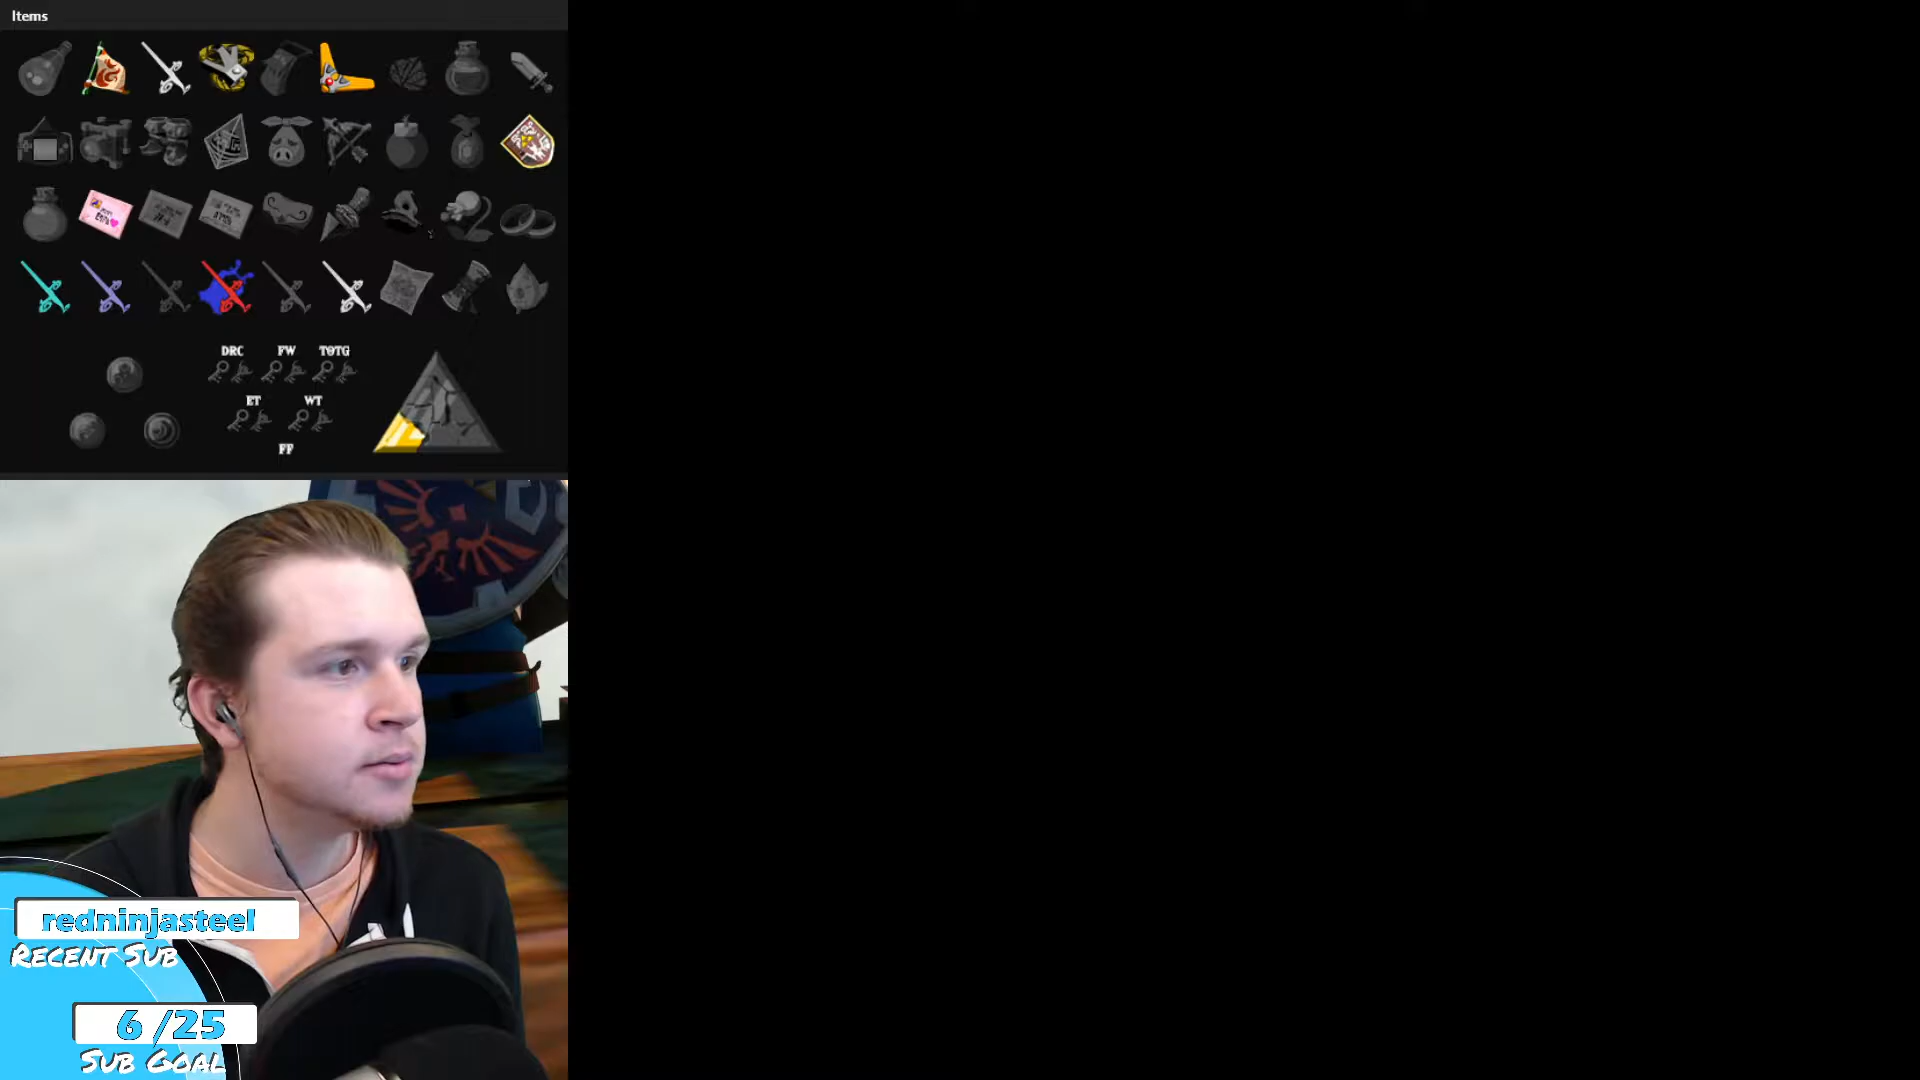 Items
DRC FW TOTG
ET WT
FF
redninjasteel
Recent Sub
6 /25
Sub Goal